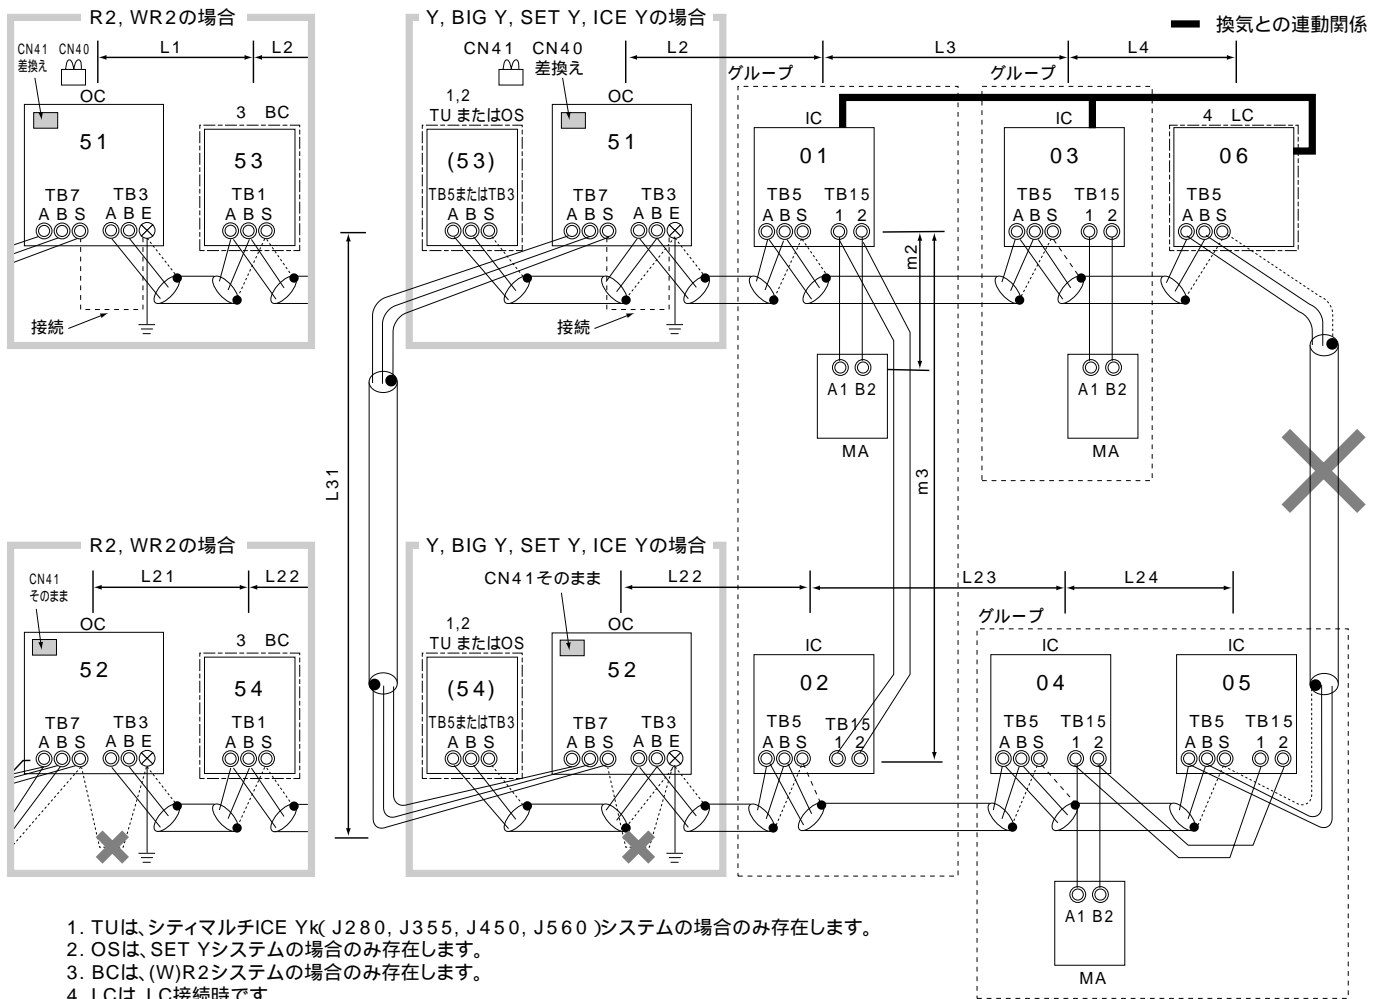 R2, WR2の場合
CN41
差換え
CN40
L1
L2
OC
51
TB7
TB3
A B S
A B E
3 BC
53
TB1
A B S
接続
Y, BIG Y, SET Y, ICE Yの場合
CN41
CN40
差換え
L2
1,2
TU またはOS
(53)
TB5またはTB3
A B S
OC
51
TB7
TB3
A B S
A B E
接続
換気との連動関係
L3
L4
グループ
IC
01
TB5
TB15
A B S
1 2
グループ
IC
03
TB5
TB15
A B S
1 2
4 LC
06
TB5
A B S
m2
A1 B2
MA
A1 B2
MA
L31
m3
R2, WR2の場合
CN41
そのまま
L21
L22
OC
52
TB7
TB3
A B S
A B E
3 BC
54
TB1
A B S
Y, BIG Y, SET Y, ICE Yの場合
CN41そのまま
L22
1,2
TU またはOS
(54)
TB5またはTB3
A B S
OC
52
TB7
TB3
A B S
A B E
L23
L24
IC
02
TB5
TB15
A B S
1 2
グループ
IC
04
TB5
TB15
A B S
1 2
IC
05
TB5
TB15
A B S
1 2
A1 B2
MA
1. TUは、シティマルチICE Yk( J280, J355, J450, J560 )システムの場合のみ存在します。
2. OSは、SET Yシステムの場合のみ存在します。
3. BCは、(W)R2システムの場合のみ存在します。
4. LCは、LC接続時です